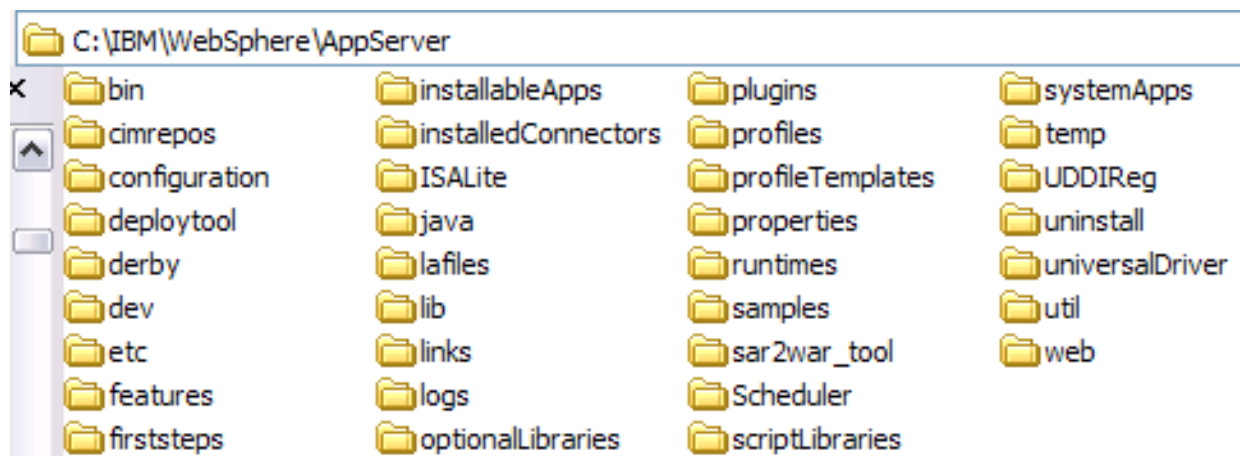 C:\IBM\WebSphere\AppServer
bin
cimrepos
configuration
deploytool
derby
dev
etc
features
firststeps
installableApps
installedConnectors
ISALite
java
lafiles
lib
links
logs
optionalLibraries
plugins
profiles
profileTemplates
properties
runtimes
samples
sar2war_tool
Scheduler
scriptLibraries
systemApps
temp
UDDIReg
uninstall
universalDriver
util
web